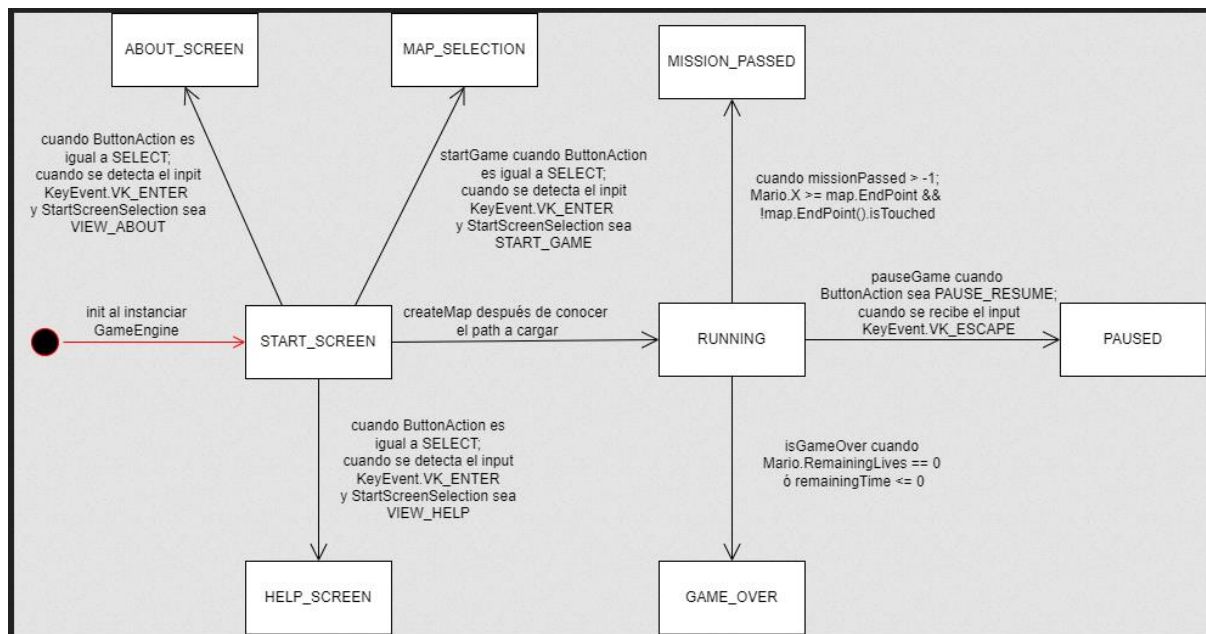 ABOUT_SCREEN
MAP_SELECTION
MISSION_PASSED
cuando ButtonAction es
igual a SELECT;
cuando se detecta el inpit
KeyEvent.VK_ENTER
y StartScreenSelection sea
VIEW_ABOUT
startGame cuando ButtonAction
es igual a SELECT;
cuando se detecta el inpit
KeyEvent.VK_ENTER
y StartScreenSelection sea
START_GAME
cuando missionPassed > -1;
Mario.X >= map.EndPoint &&
!map.EndPoint().isTouched
init al instanciar
GameEngine
START_SCREEN
createMap después de conocer
el path a cargar
RUNNING
pauseGame cuando
ButtonAction sea PAUSE_RESUME;
cuando se recibe el input
KeyEvent.VK_ESCAPE
PAUSED
cuando ButtonAction es
igual a SELECT;
cuando se detecta el input
KeyEvent.VK_ENTER
y StartScreenSelection sea
VIEW_HELP
isGameOver cuando
Mario.RemainingLives == 0
ó remainingTime <= 0
HELP_SCREEN
GAME_OVER